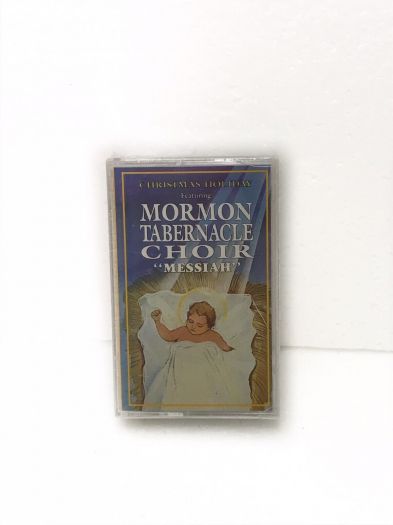 CHRISTMAS HOLIDAY
Featuring
MORMON
TABERNACLE
CHOIR
"MESSIAH"